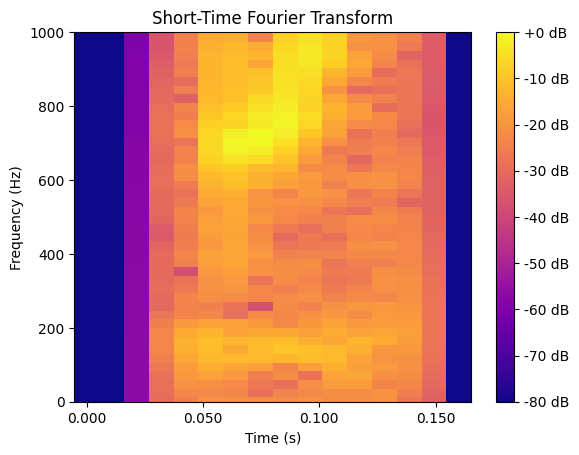 Short-Time Fourier Transform
1000
800
600
400
200
0
Frequency (Hz)
0.000
0.050
0.100
0.150
Time (s)
+0 dB
-10 dB
-20 dB
-30 dB
-40 dB
-50 dB
-60 dB
-70 dB
-80 dB